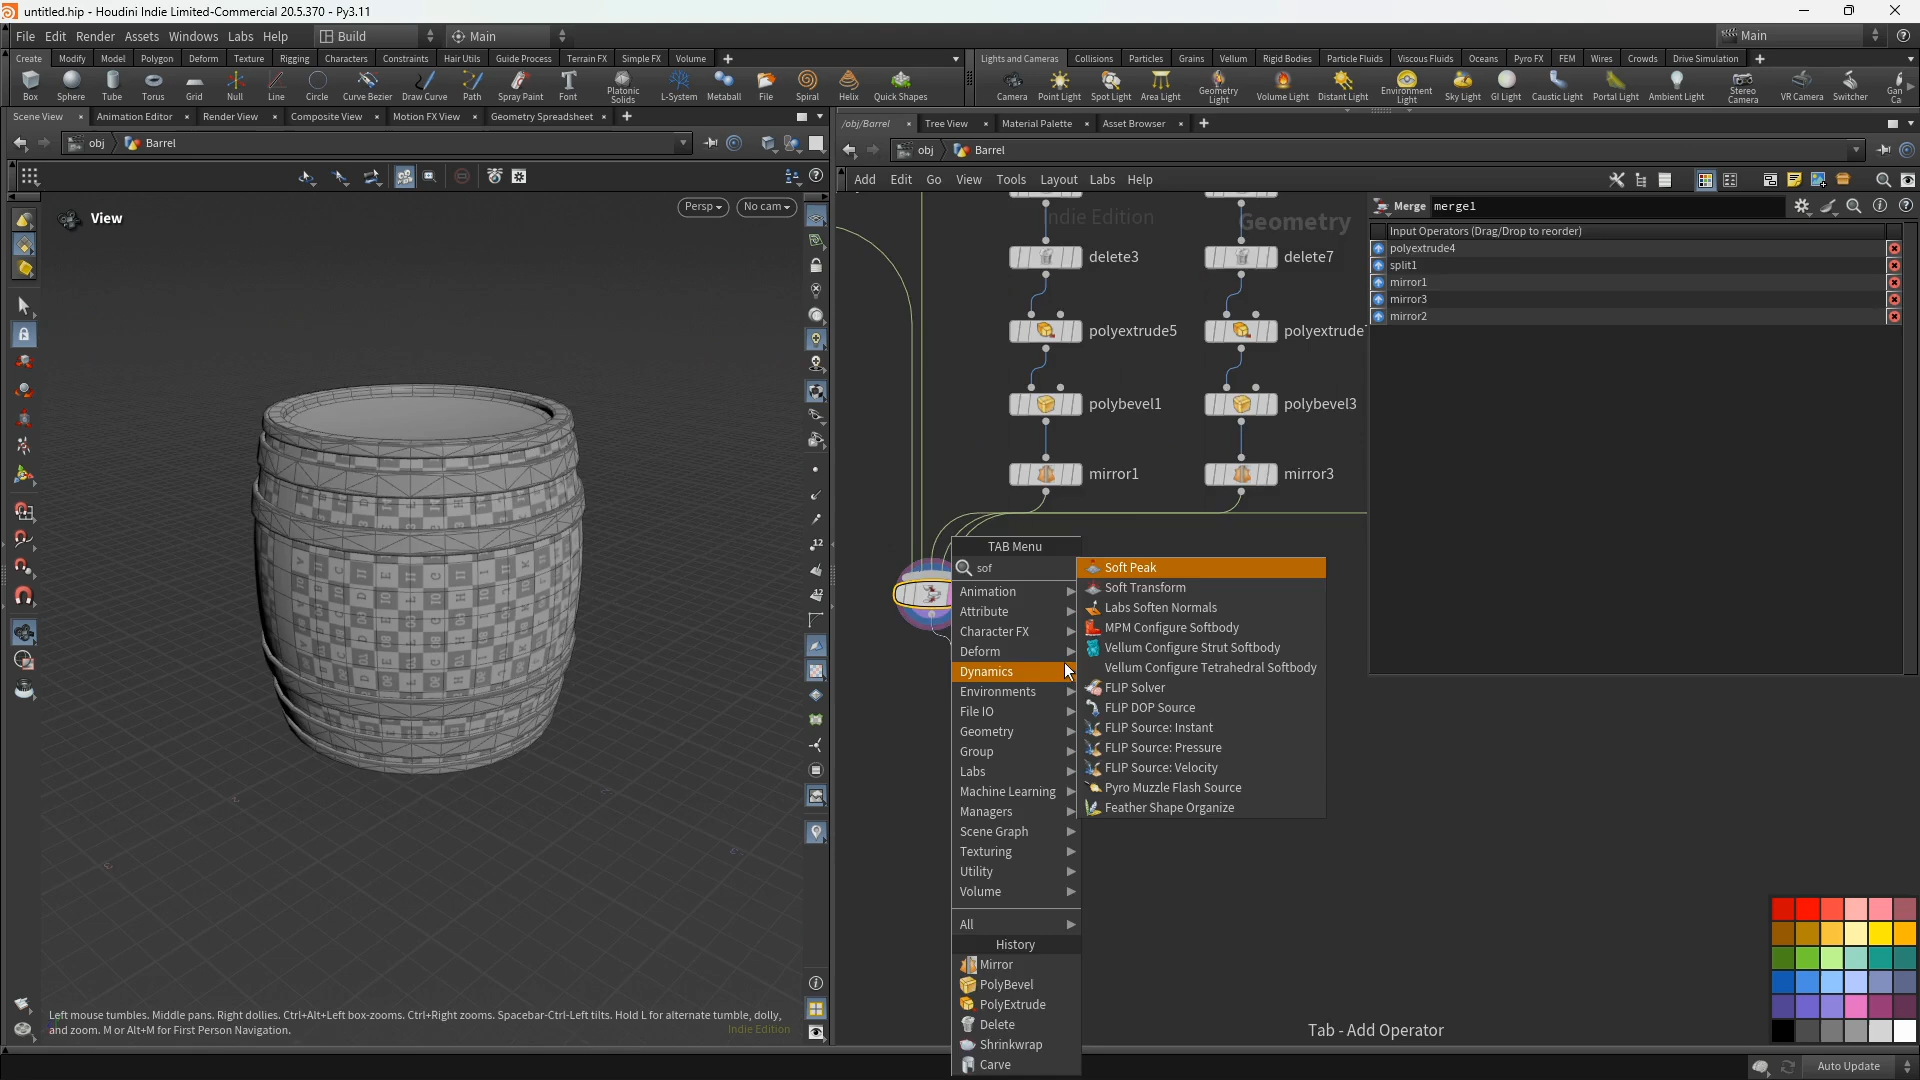 untitled.hip - Houdini Indie Limited-Commercial 20.5.370 - Py3.11
File Edit Render Assets Windows Labs Help Build Main Main
Create Modify Model Polygon Deform Texture Rigging Characters Constraints Hair Utils Guide Process Terrain FX Simple FX Volume
Lights and Cameras Collisions Particles Grains Vellum Rigid Bodies Particle Fluids Viscous Fluids Oceans Pyro FX FEM Wires Crowds Drive Simulation
Box Sphere Tube Torus Grid Null Line Circle Curve Bezier Draw Curve Path Spray Paint Font Platonic Solids L-System Metaball File Spiral Helix Quick Shapes
Camera Point Light Spot Light Area Light Geometry Light Volume Light Distant Light Environment Light Sky Light GI Light Caustic Light Portal Light Ambient Light Stereo Camera VR Camera Switcher
Scene View Animation Editor Render View Composite View Motion FX View Geometry Spreadsheet
/obj/Barrel Tree View Material Palette Asset Browser
obj Barrel
obj Barrel
Add Edit Go View Tools Layout Labs Help
View
Persp No cam
Merge merge1
Input Operators (Drag/Drop to reorder)
polyextrude4
split1
mirror1
mirror3
mirror2
Indie Edition
Geometry
delete3 delete7
polyextrude5 polyextrude
polybevel1 polybevel3
mirror1 mirror3
TAB Menu
sof
Animation
Attribute
Character FX
Deform
Dynamics
Environments
File IO
Geometry
Group
Labs
Machine Learning
Managers
Scene Graph
Texturing
Utility
Volume
All
History
Mirror
PolyBevel
PolyExtrude
Delete
Shrinkwrap
Carve
Soft Peak
Soft Transform
Labs Soften Normals
MPM Configure Softbody
Vellum Configure Strut Softbody
Vellum Configure Tetrahedral Softbody
FLIP Solver
FLIP DOP Source
FLIP Source: Instant
FLIP Source: Pressure
FLIP Source: Velocity
Pyro Muzzle Flash Source
Feather Shape Organize
12
12
Left mouse tumbles. Middle pans. Right dollies. Ctrl+Alt+Left box-zooms. Ctrl+Right zooms. Spacebar-Ctrl-Left tilts. Hold L for alternate tumble, dolly,
and zoom. M or Alt+M for First Person Navigation.
Indie Edition
Tab - Add Operator
Auto Update